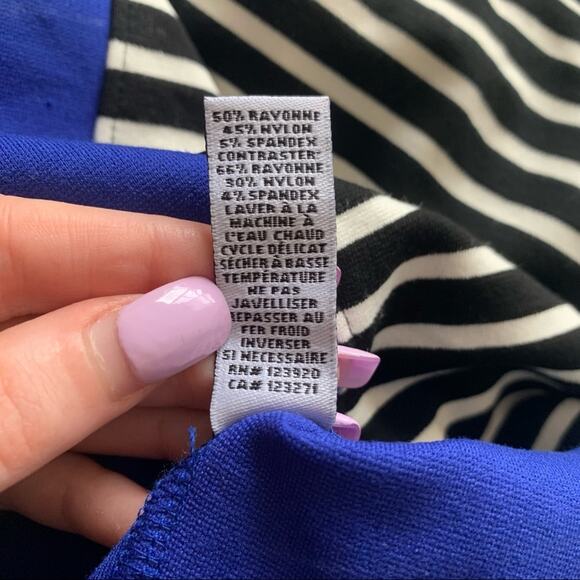 50% RAYONNE
45% NYLON
5% SPANDEX
CONTRASTER
66% RAYONNE
30% NYLON
4% SPANDEX
LAVER À LA
MACHINE À
L'EAU CHAUD
CYCLE DÉLICAT
SÉCHER À BASSE
TEMPÉRATURE
NE PAS
JAVELLISER
REPASSER AU
FER FROID
INVERSER
SI NÉCESSAIRE
RN# 123920
CA# 123271